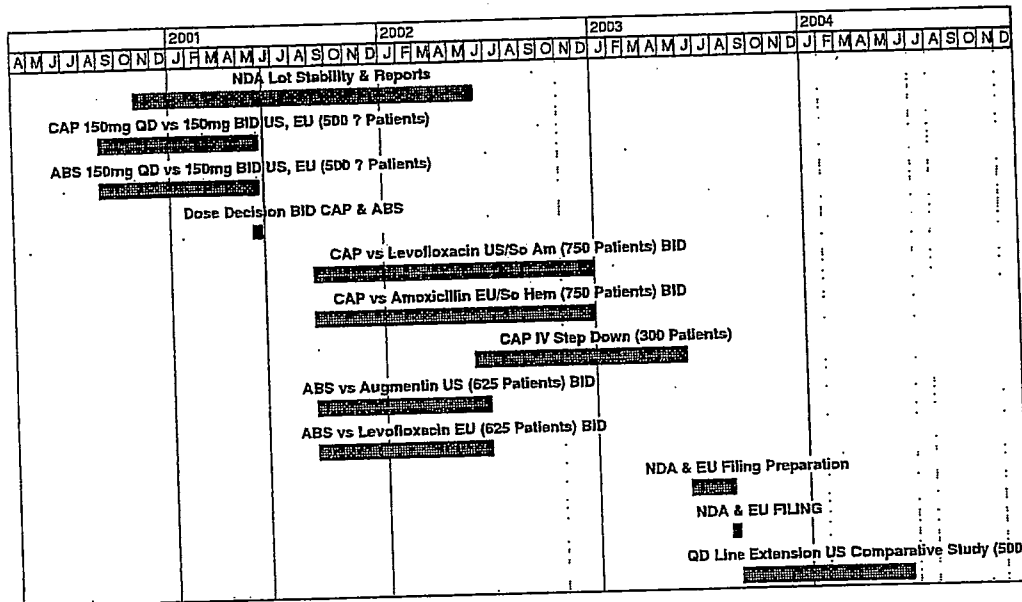 2001 2002 2003 2004
A M J J A S O N D J F M A M J J A S O N D J F M A M J J A S O N D J F M A M J J A S O N D J F M A M J J A S O N D
NDA Lot Stability & Reports
CAP 150mg QD vs 150mg BID US, EU (500 ? Patients)
ABS 150mg QD vs 150mg BID US, EU (500 ? Patients)
Dose Decision BID CAP & ABS
CAP vs Levofloxacin US/So Am (750 Patients) BID
CAP vs Amoxicillin EU/So Hem (750 Patients) BID
CAP IV Step Down (300 Patients)
ABS vs Augmentin US (625 Patients) BID
ABS vs Levofloxacin EU (625 Patients) BID
NDA & EU Filing Preparation
NDA & EU FILING
QD Line Extension US Comparative Study (500